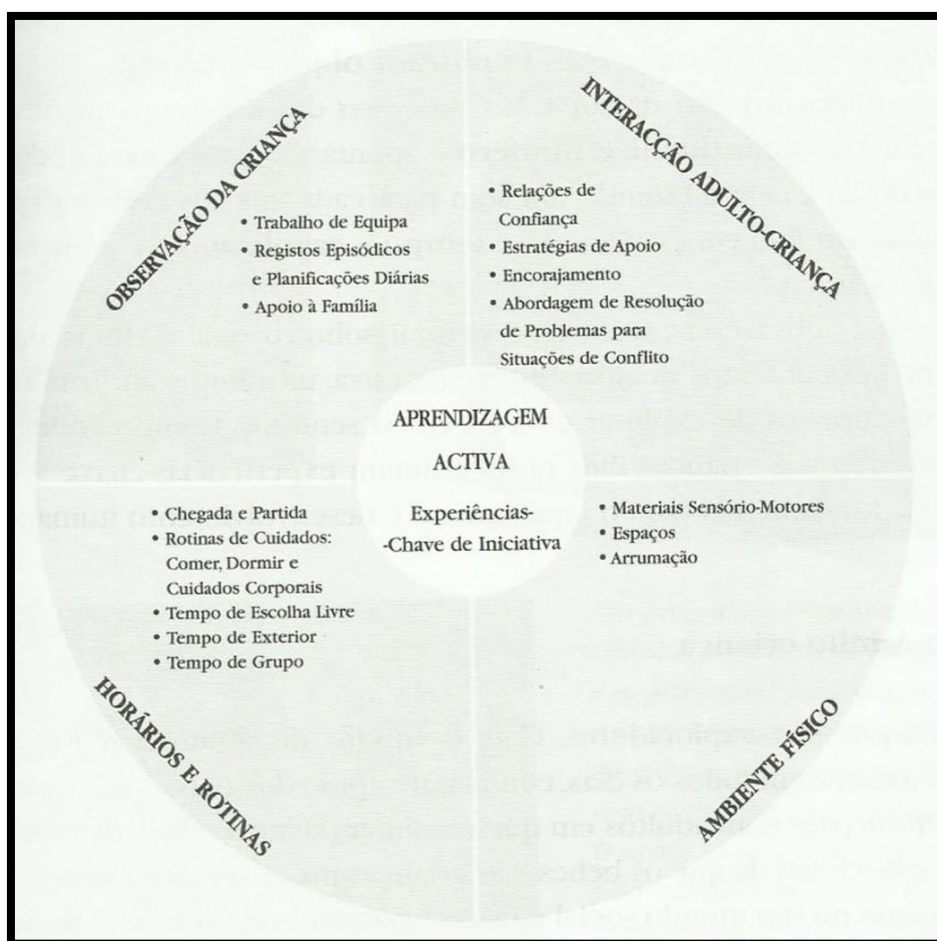 OBSERVAÇÃO DA CRIANÇA
• Trabalho de Equipa
• Registos Episódicos
e Planificações Diárias
• Apoio à Família
INTERACÇÃO ADULTO-CRIANÇA
• Relações de
Confiança
• Estratégias de Apoio
• Encorajamento
• Abordagem de Resolução
de Problemas para
Situações de Conflito
APRENDIZAGEM
ACTIVA
Experiências-
-Chave de Iniciativa
• Chegada e Partida
• Rotinas de Cuidados:
Comer, Dormir e
Cuidados Corporais
• Tempo de Escolha Livre
• Tempo de Exterior
• Tempo de Grupo
HORÁRIOS E ROTINAS
• Materiais Sensório-Motores
• Espaços
• Arrumação
AMBIENTE FÍSICO